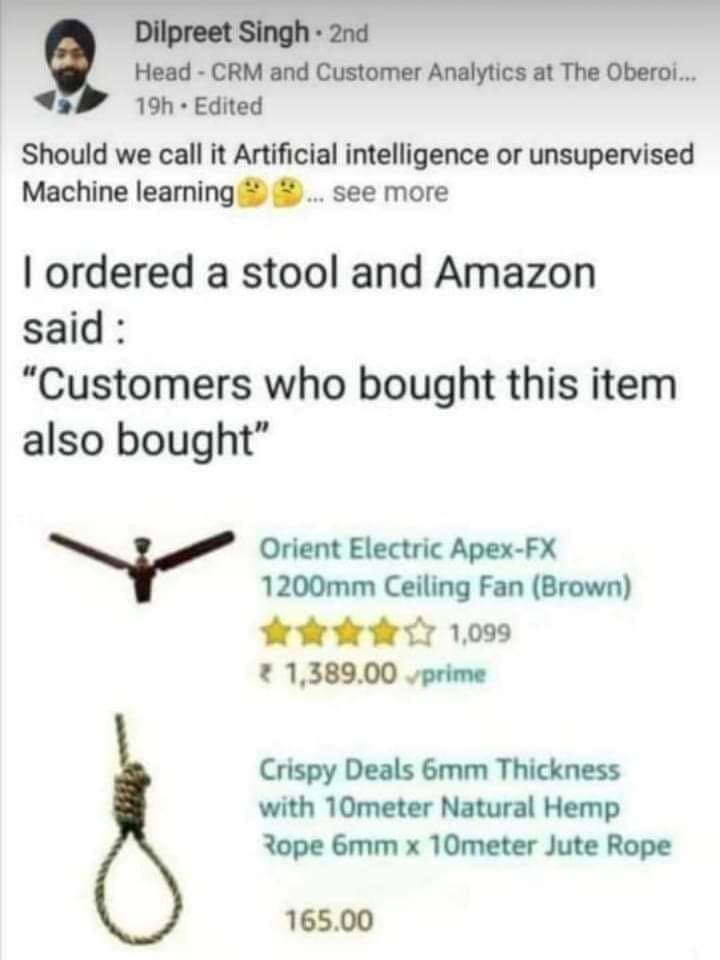 Dilpreet Singh • 2nd
Head - CRM and Customer Analytics at The Oberoi...
19h • Edited
Should we call it Artificial intelligence or unsupervised
Machine learning🤔🤔... see more
I ordered a stool and Amazon
said :
“Customers who bought this item
also bought”
Orient Electric Apex-FX
1200mm Ceiling Fan (Brown)
1,099
₹ 1,389.00 ✓prime
Crispy Deals 6mm Thickness
with 10meter Natural Hemp
Rope 6mm x 10meter Jute Rope
165.00